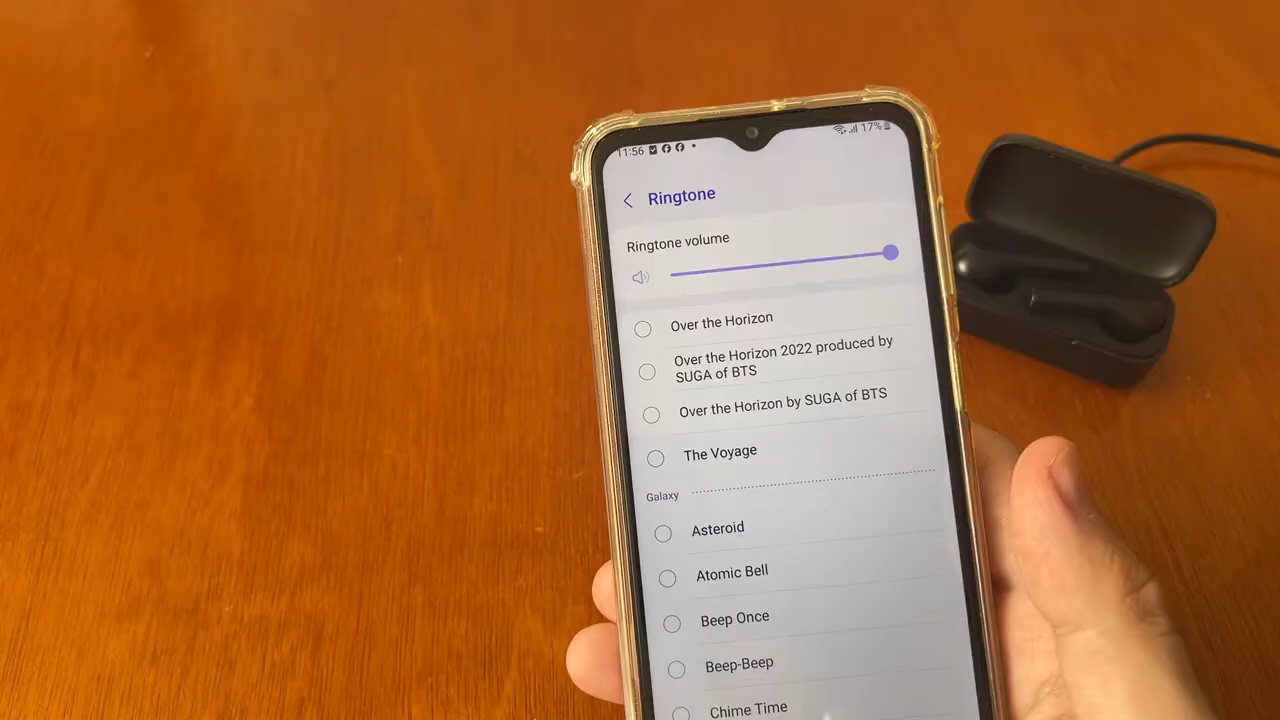 11:56 17%
Ringtone
Ringtone volume
Over the Horizon
Over the Horizon 2022 produced by
SUGA of BTS
Over the Horizon by SUGA of BTS
The Voyage
Galaxy
Asteroid
Atomic Bell
Beep Once
Beep-Beep
Chime Time